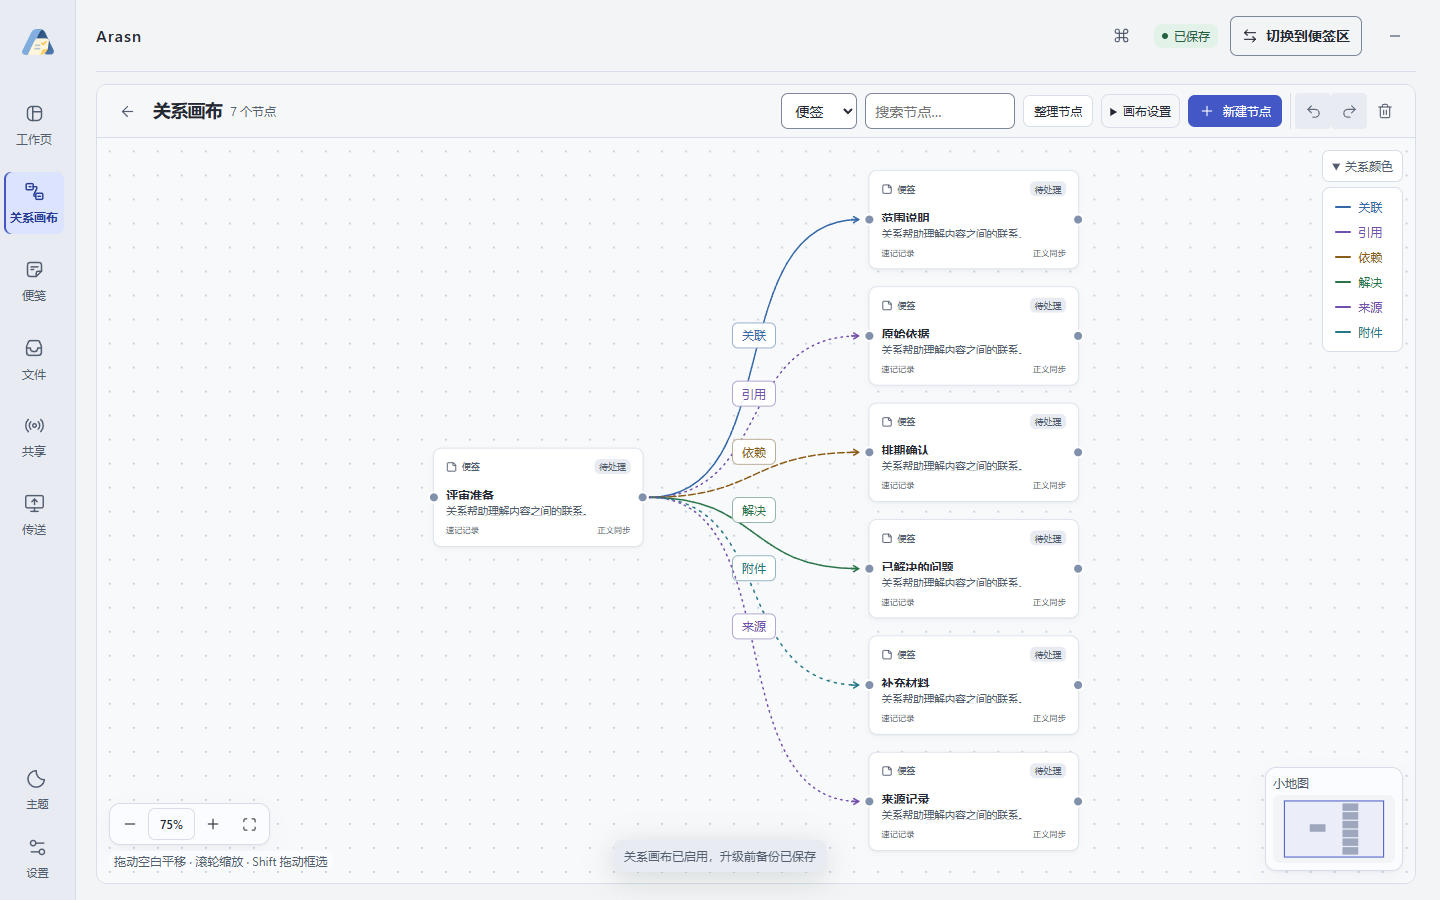 Arasn
⌘
已保存
切换到便签区
工作页
关系画布
便笺
文件
共享
传送
主题
设置
关系画布 7 个节点
便签
搜索节点...
整理节点
画布设置
新建节点
关系颜色
关联
引用
依赖
解决
来源
附件
便签 待处理
评审准备
关系帮助理解内容之间的联系。
速记记录 正义同步
关联
引用
依赖
解决
附件
来源
便签 待处理
范围说明
关系帮助理解内容之间的联系。
速记记录 正义同步
便签 待处理
原始依据
关系帮助理解内容之间的联系。
速记记录 正义同步
便签 待处理
排期确认
关系帮助理解内容之间的联系。
速记记录 正义同步
便签 待处理
已解决的问题
关系帮助理解内容之间的联系。
速记记录 正义同步
便签 待处理
补充材料
关系帮助理解内容之间的联系。
速记记录 正义同步
便签 待处理
来源记录
关系帮助理解内容之间的联系。
速记记录 正义同步
小地图
75%
拖动空白平移 · 滚轮缩放 · Shift 拖动框选
关系画布已启用，升级前备份已保存